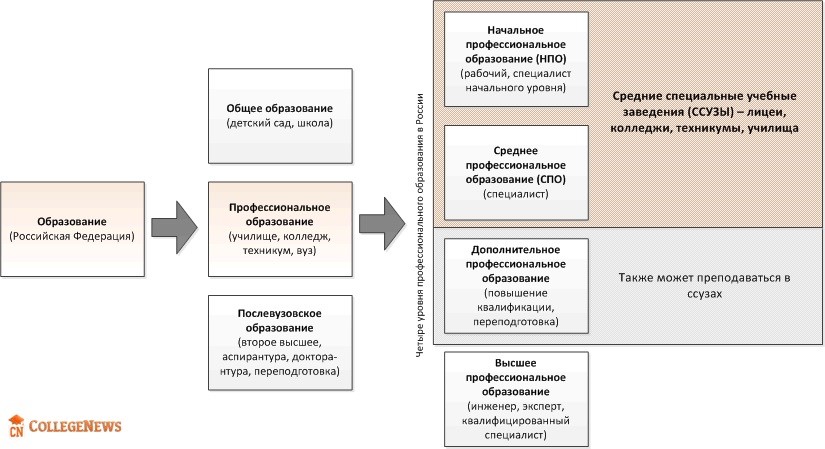 Образование
(Российская Федерация)
Общее образование
(детский сад, школа)
Профессиональное
образование
(училище, колледж,
техникум, вуз)
Послевузовское
образование
(второе высшее,
аспирантура, доктора-
нтура, переподготовка)
Четыре уровня профессионального образования в России
Начальное
профессиональное
образование (НПО)
(рабочий, специалист
начального уровня)
Среднее
профессиональное
образование (СПО)
(специалист)
Средние специальные учебные
заведения (ССУЗЫ) – лицеи,
колледжи, техникумы, училища
Дополнительное
профессиональное
образование
(повышение
квалификации,
переподготовка)
Также может преподаваться в
ссузах
Высшее
профессиональное
образование
(инженер, эксперт,
квалифицированный
специалист)
CN COLLEGENEWS